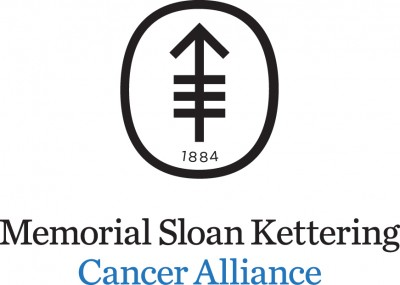 1884
Memorial Sloan Kettering
Cancer Alliance